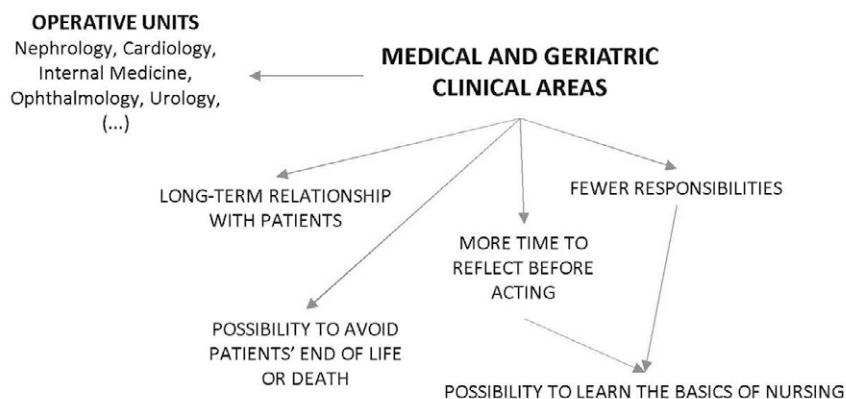 OPERATIVE UNITS
Nephrology, Cardiology,
Internal Medicine,
Ophthalmology, Urology,
(...)
MEDICAL AND GERIATRIC
CLINICAL AREAS
LONG-TERM RELATIONSHIP
WITH PATIENTS
FEWER RESPONSIBILITIES
MORE TIME TO
REFLECT BEFORE
ACTING
POSSIBILITY TO AVOID
PATIENTS’ END OF LIFE
OR DEATH
POSSIBILITY TO LEARN THE BASICS OF NURSING